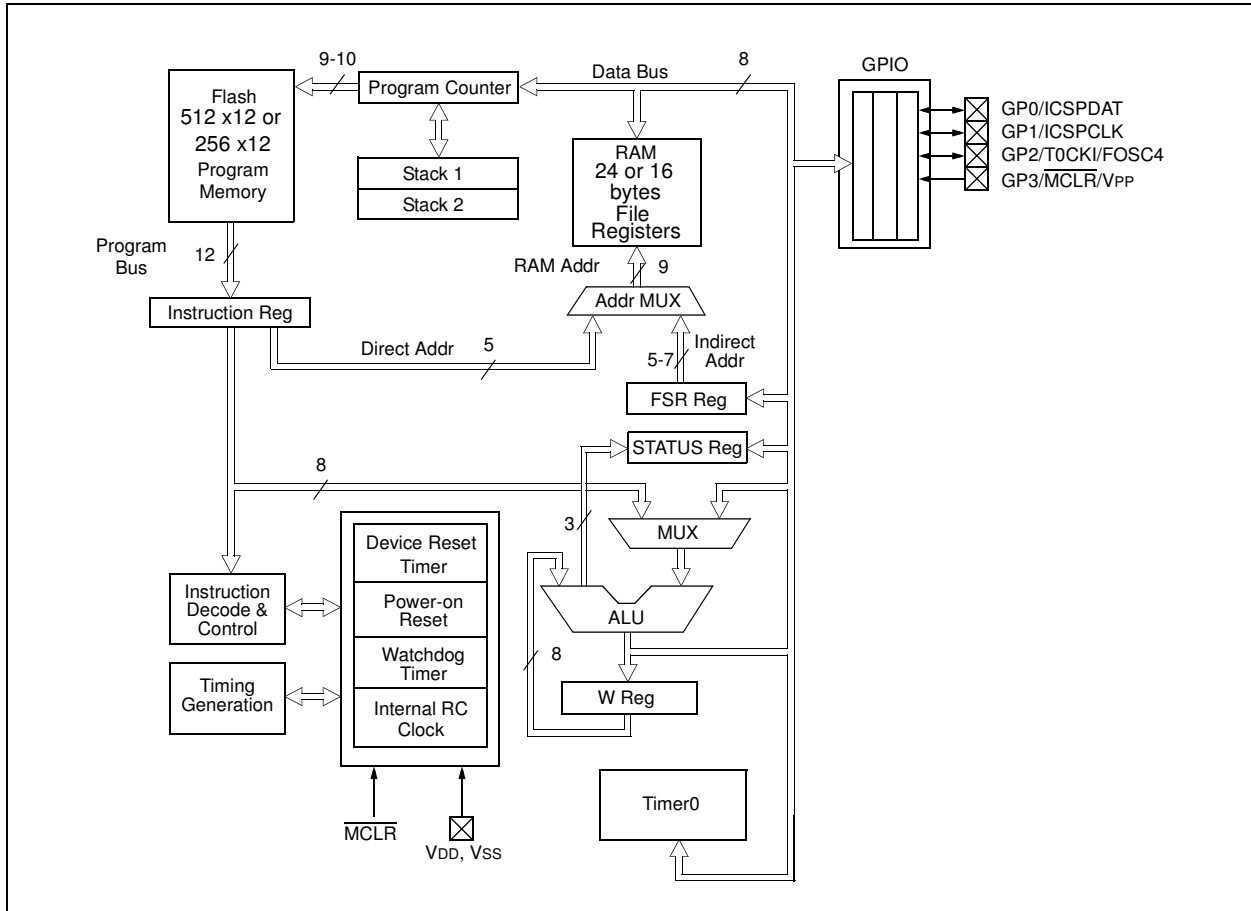 9-10
Program Counter
Data Bus
8
GPIO
Flash
512 x12 or
256 x12
Program
Memory
Stack 1
Stack 2
RAM
24 or 16
bytes
File
Registers
GP0/ICSPDAT
GP1/ICSPCLK
GP2/T0CKI/FOSC4
GP3/MCLR/VPP
Program
Bus
12
RAM Addr
9
Instruction Reg
Addr MUX
Direct Addr
5
5-7
Indirect
Addr
FSR Reg
STATUS Reg
8
3
MUX
Device Reset
Timer
Power-on
Reset
Watchdog
Timer
Internal RC
Clock
Instruction
Decode &
Control
Timing
Generation
ALU
8
W Reg
Timer0
MCLR
VDD, VSS